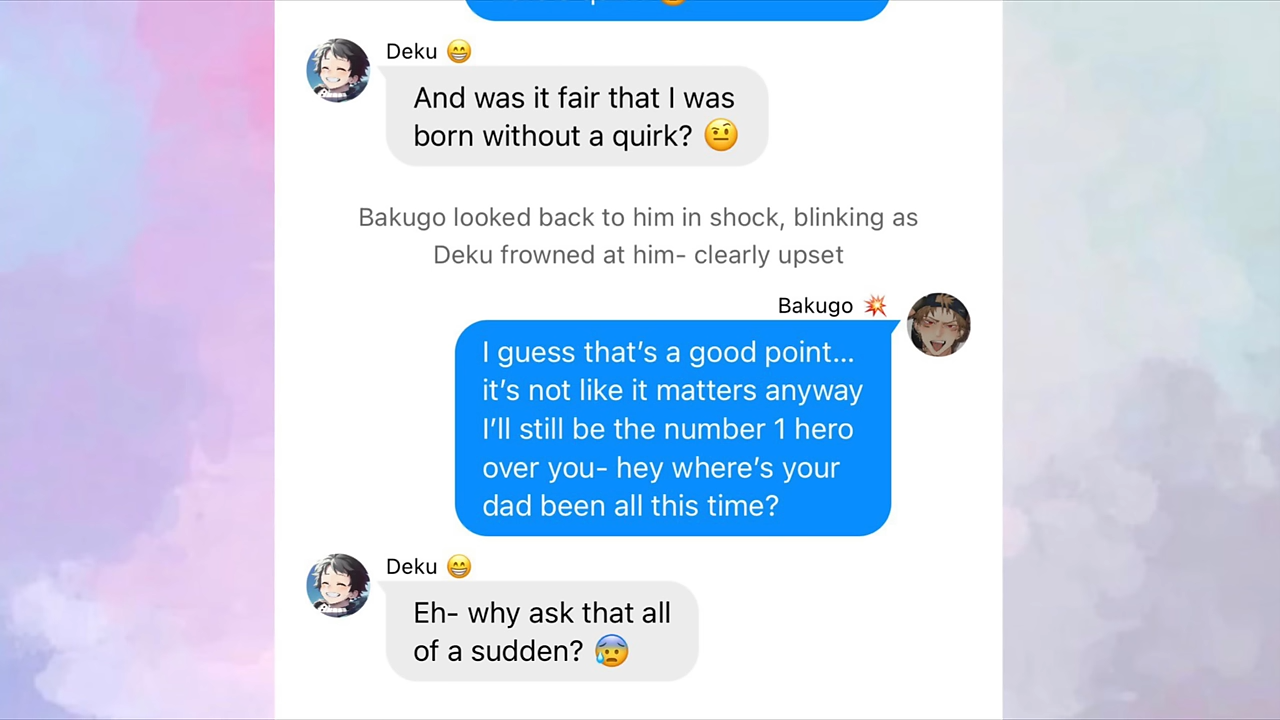 Deku 😁
And was it fair that I was
born without a quirk? 🤨
Bakugo looked back to him in shock, blinking as
Deku frowned at him- clearly upset
Bakugo 💥
I guess that's a good point...
it's not like it matters anyway
I'll still be the number 1 hero
over you- hey where's your
dad been all this time?
Deku 😁
Eh- why ask that all
of a sudden? 😰